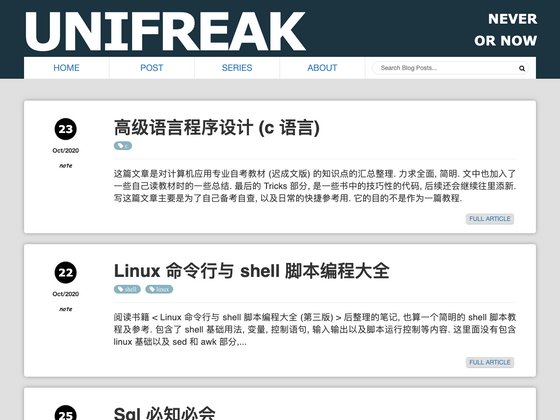 UNIFREAK
NEVER
OR NOW
HOME
POST
SERIES
ABOUT
Search Blog Posts...
23
Oct/2020
note
高级语言程序设计 (c 语言)
c
这篇文章是对计算机应用专业自考教材 (迟成文版) 的知识点的汇总整理. 力求全面, 简明. 文中也加入了
一些自己读教材时的一些总结. 最后的 Tricks 部分, 是一些书中的技巧性的代码, 后续还会继续往里添新.
写这篇文章主要是为了自己备考自查, 以及日常的快捷参考用. 它的目的不是作为一篇教程.
FULL ARTICLE
22
Oct/2020
note
Linux 命令行与 shell 脚本编程大全
shell
linux
阅读书籍 < Linux 命令行与 shell 脚本编程大全 (第三版) > 后整理的笔记, 也算一个简明的 shell 脚本教
程及参考. 包含了 shell 基础用法, 变量, 控制语句, 输入输出以及脚本运行控制等内容. 这里面没有包含
linux 基础以及 sed 和 awk 部分,...
FULL ARTICLE
25
Sql 必知必会